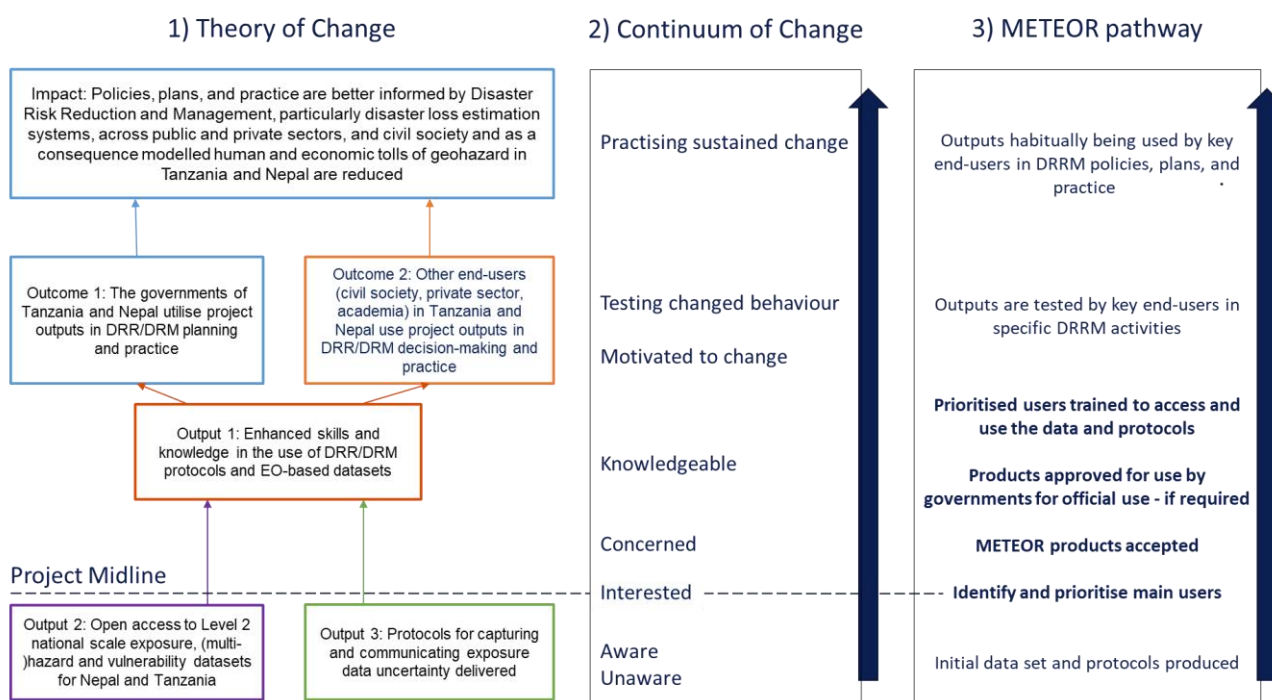 1) Theory of Change
Impact: Policies, plans, and practice are better informed by Disaster
Risk Reduction and Management, particularly disaster loss estimation
systems, across public and private sectors, and civil society and as a
consequence modelled human and economic tolls of geohazard in
Tanzania and Nepal are reduced
Outcome 1: The governments of
Tanzania and Nepal utilise project
outputs in DRR/DRM planning
and practice
Outcome 2: Other end-users
(civil society, private sector,
academia) in Tanzania and
Nepal use project outputs in
DRR/DRM decision-making and
practice
Output 1: Enhanced skills and
knowledge in the use of DRR/DRM
protocols and EO-based datasets
Project Midline
Output 2: Open access to Level 2
national scale exposure, (multi-
)hazard and vulnerability datasets
for Nepal and Tanzania
Output 3: Protocols for capturing
and communicating exposure
data uncertainty delivered
2) Continuum of Change
Practising sustained change
Testing changed behaviour
Motivated to change
Knowledgeable
Concerned
Interested
Aware
Unaware
3) METEOR pathway
Outputs habitually being used by key
end-users in DRRM policies, plans, and
practice
Outputs are tested by key end-users in
specific DRRM activities
Prioritised users trained to access and
use the data and protocols
Products approved for use by
governments for official use - if required
METEOR products accepted
Identify and prioritise main users
Initial data set and protocols produced